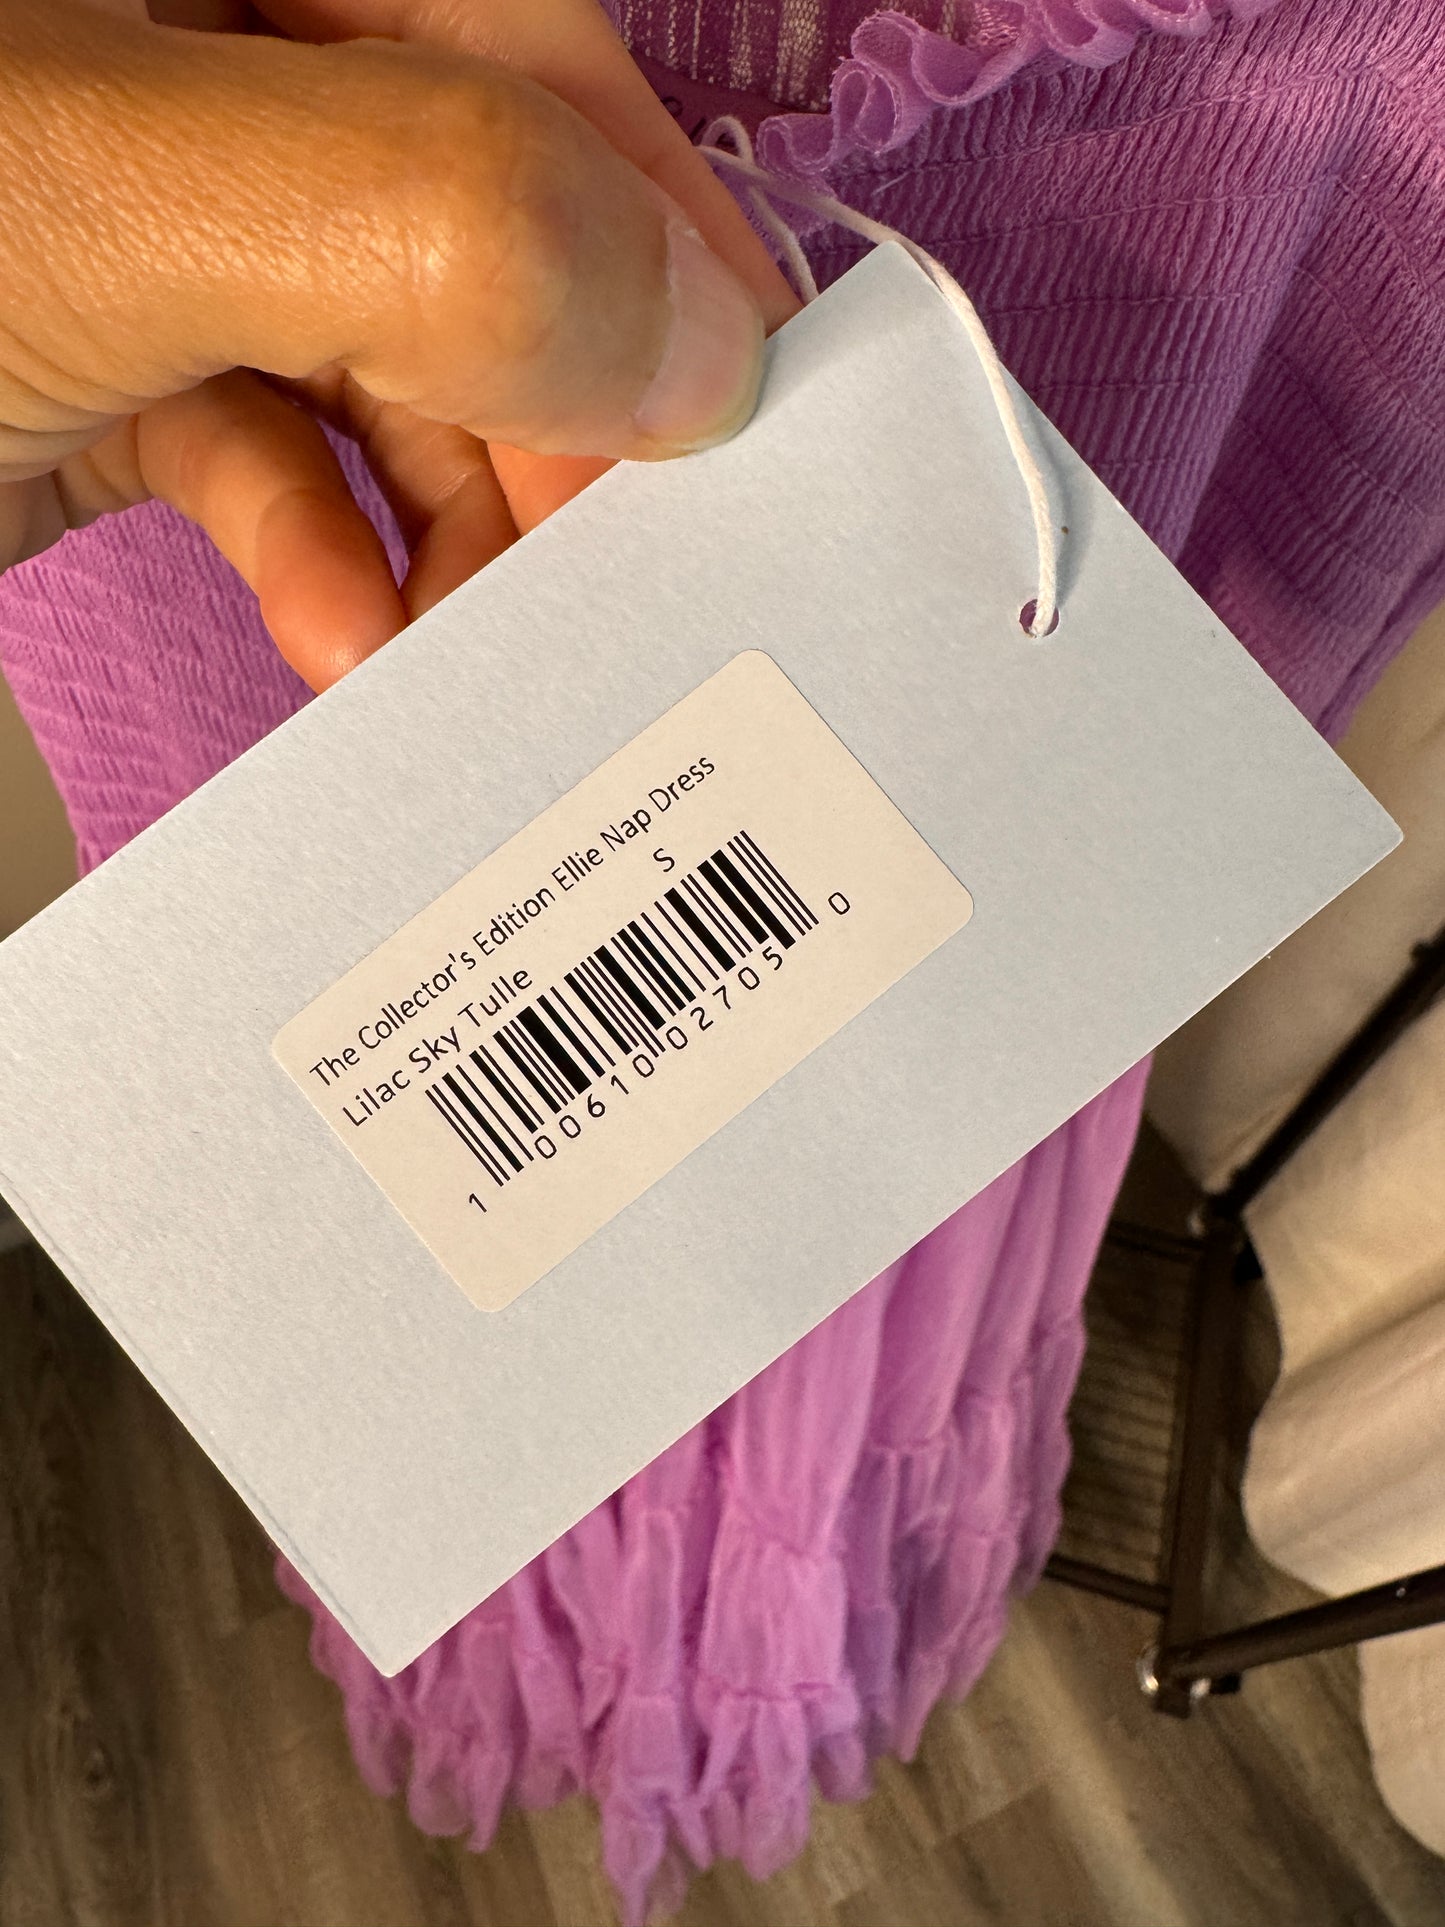 The Collector's Edition Ellie Nap Dress
Lilac Sky Tulle S
1 00610 02705 0